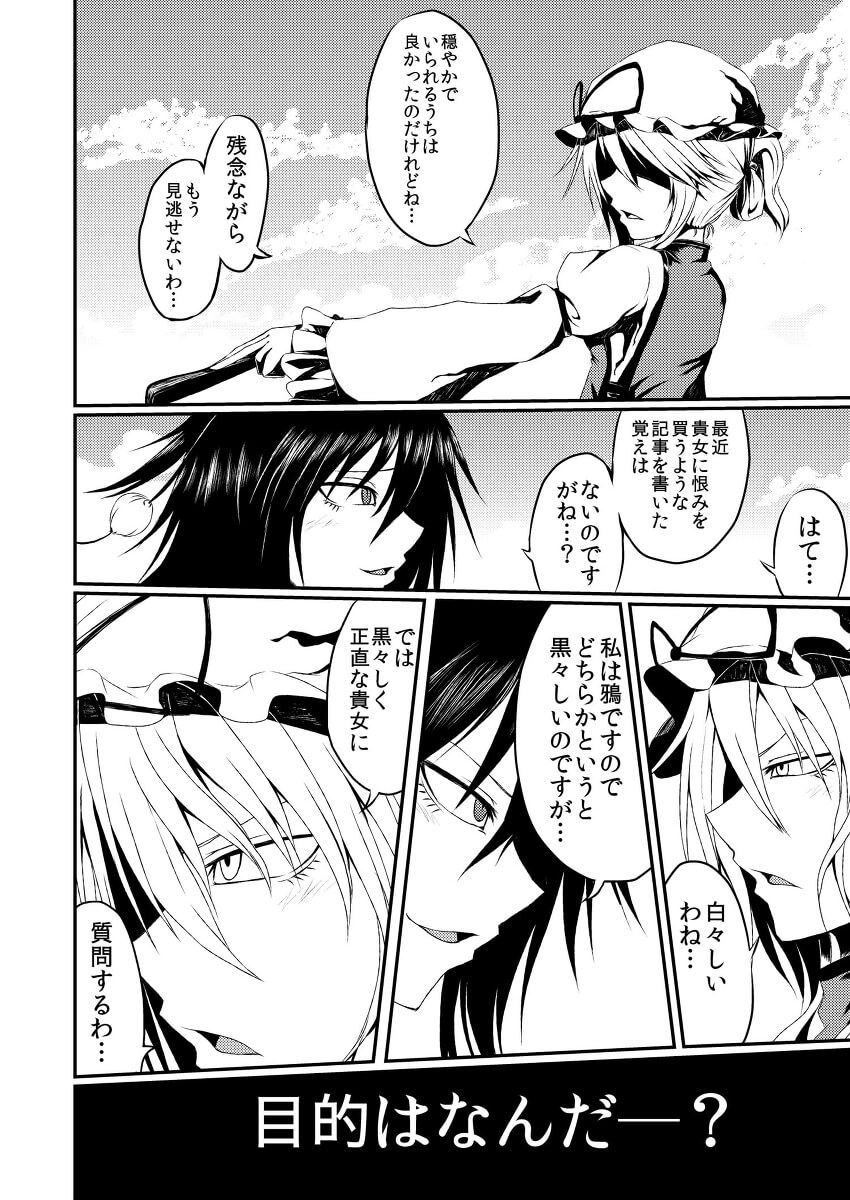 穏やかで
いられるうちは
良かったのだけれどね…
残念ながら
もう
見逃せないわ…
はて…
最近
貴女に恨みを
買うような
記事を書いた
覚えは
ないのです
がね…?
白々しい
わね…
私は鴉ですので
どちらかというと
黒々しいのですが…
では
黒々しく
正直な貴女に
質問するわ…
目的はなんだ―?